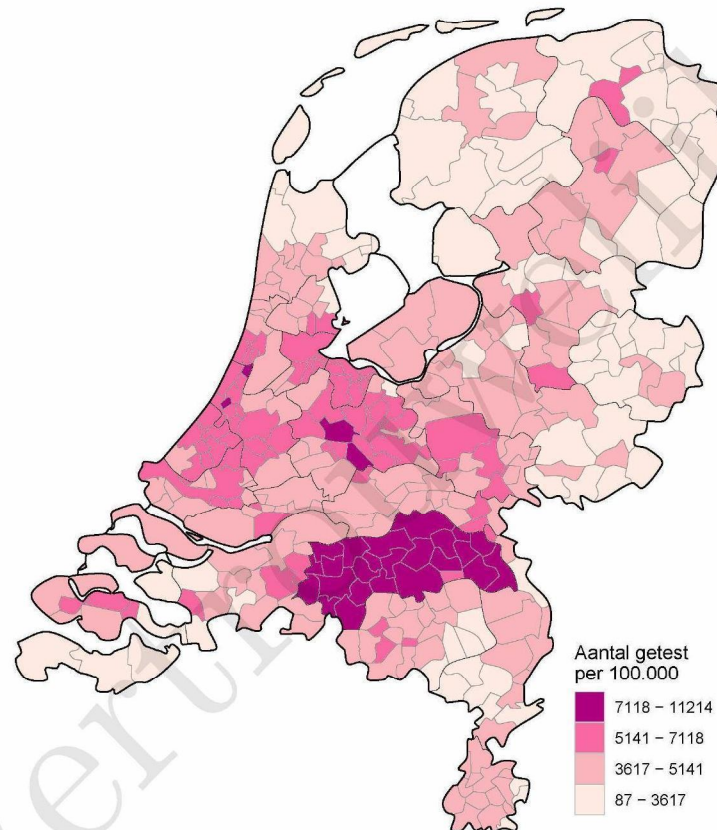 Aantal getest
per 100.000
7118 − 11214
5141 − 7118
3617 − 5141
87 − 3617